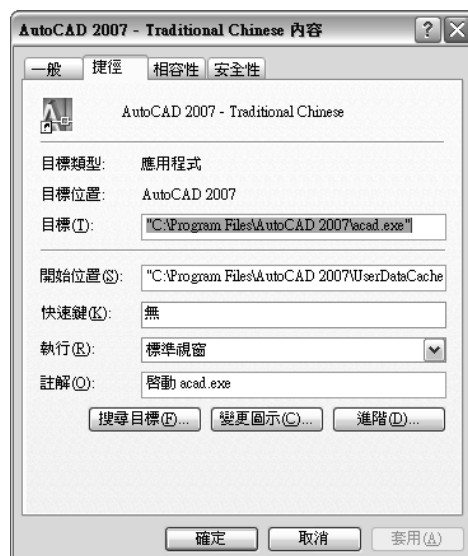 AutoCAD 2007 - Traditional Chinese 內容
一般 捷徑 相容性 安全性
AutoCAD 2007 - Traditional Chinese
目標類型: 應用程式
目標位置: AutoCAD 2007
目標(T): "C:\Program Files\AutoCAD 2007\acad.exe"
開始位置(S): "C:\Program Files\AutoCAD 2007\UserDataCache
快速鍵(K): 無
執行(R): 標準視窗
註解(O): 啓動 acad.exe
搜尋目標(F)... 變更圖示(C)... 進階(D)...
確定 取消 套用(A)